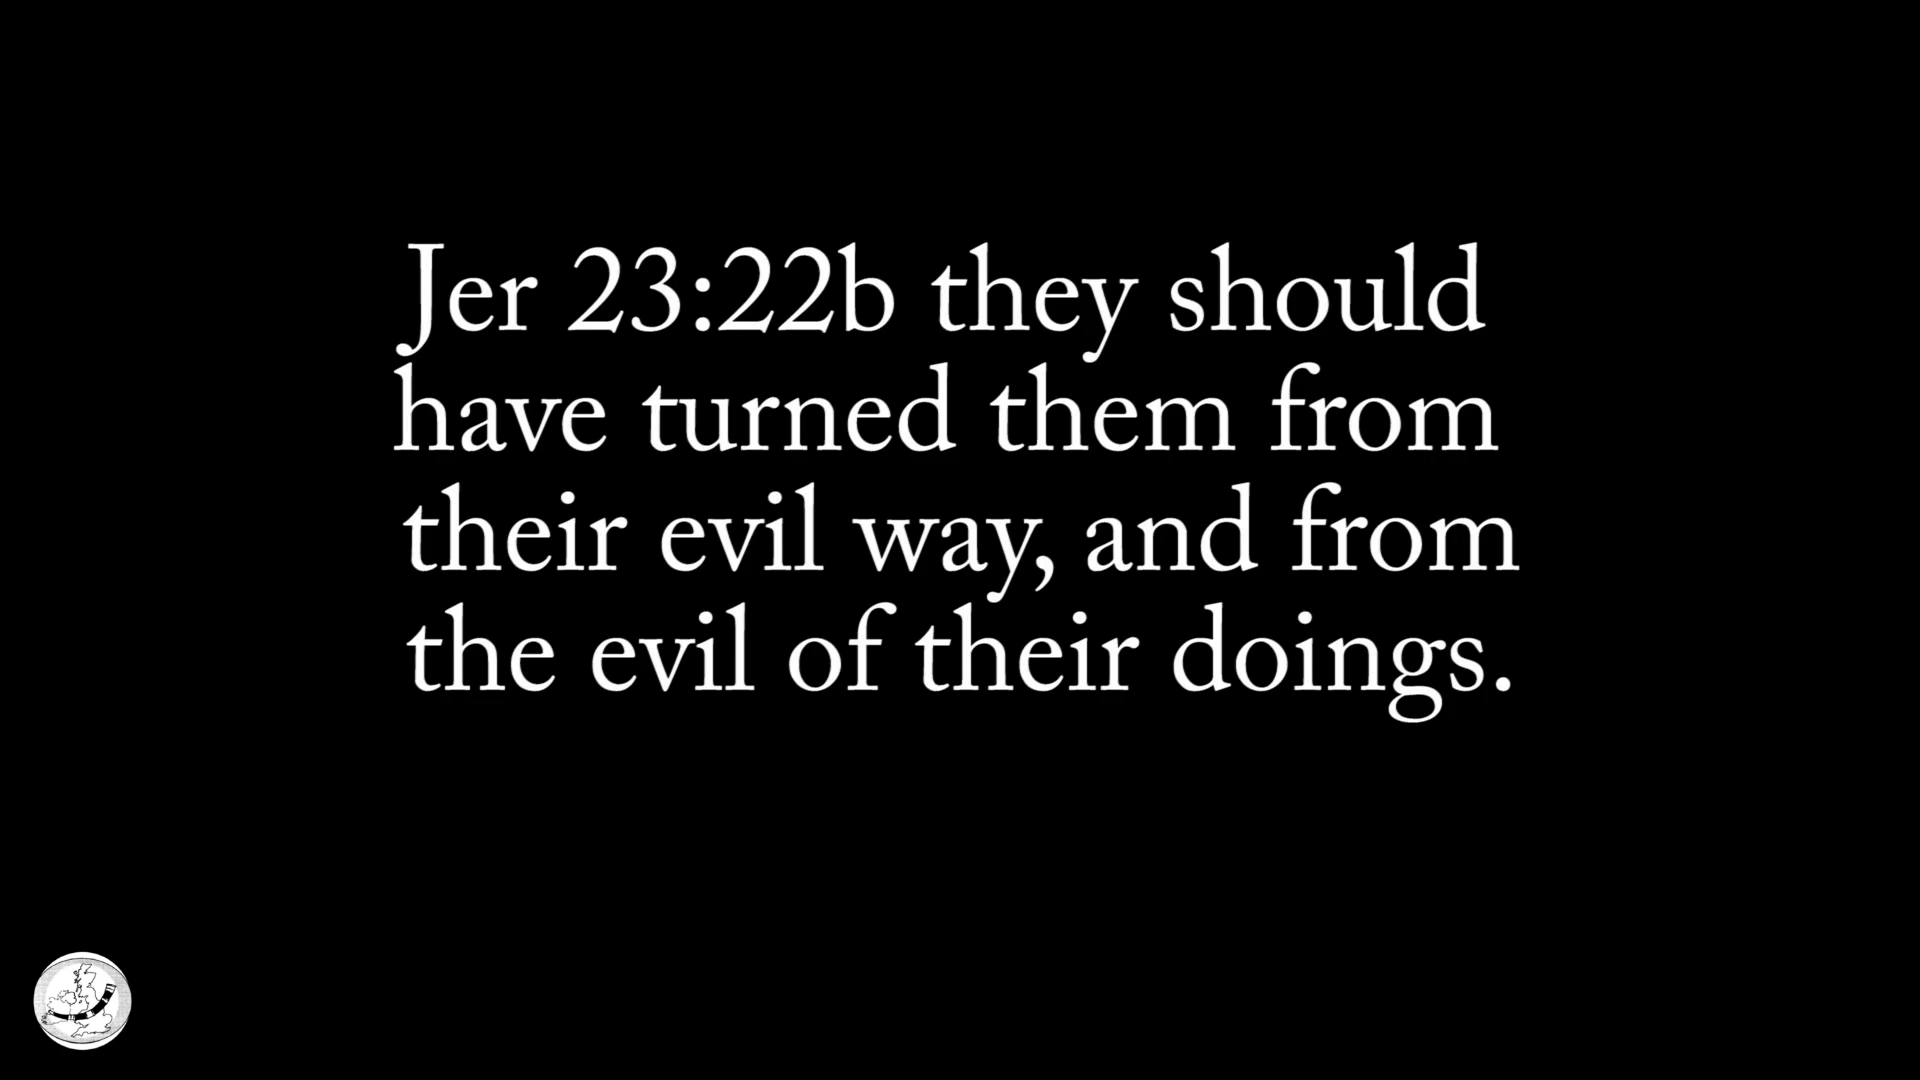 Jer 23:22b they should
have turned them from
their evil way, and from
the evil of their doings.